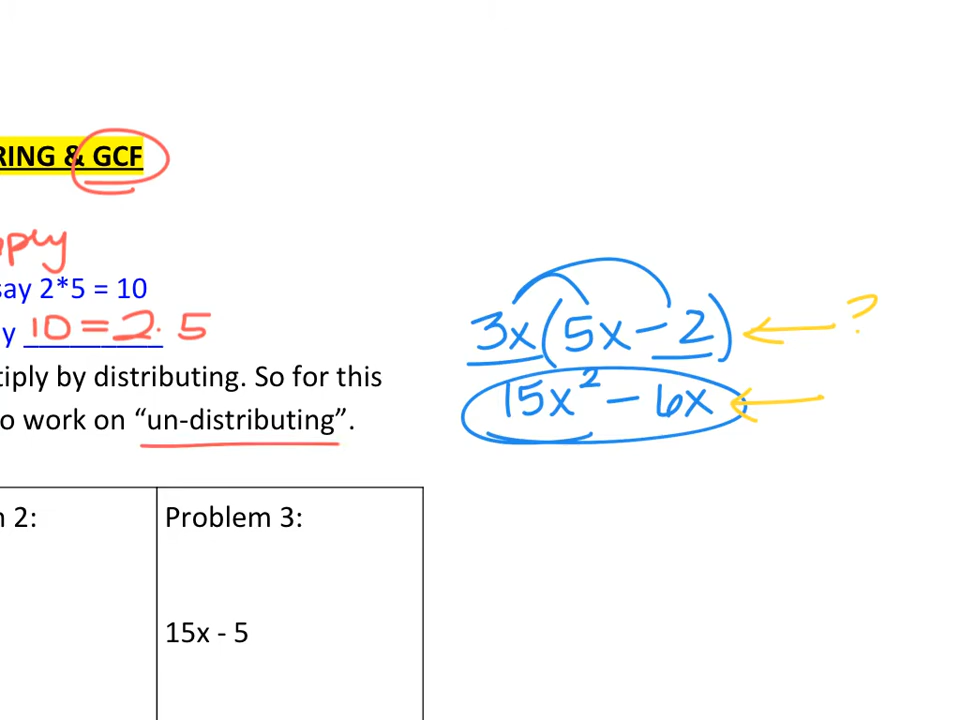 RING & GCF
ply
say 2*5 = 10
y 10 = 2 · 5
tiply by distributing. So for this
o work on “un-distributing”.
3x(5x - 2) ?
15x² - 6x
2:
Problem 3:
15x - 5